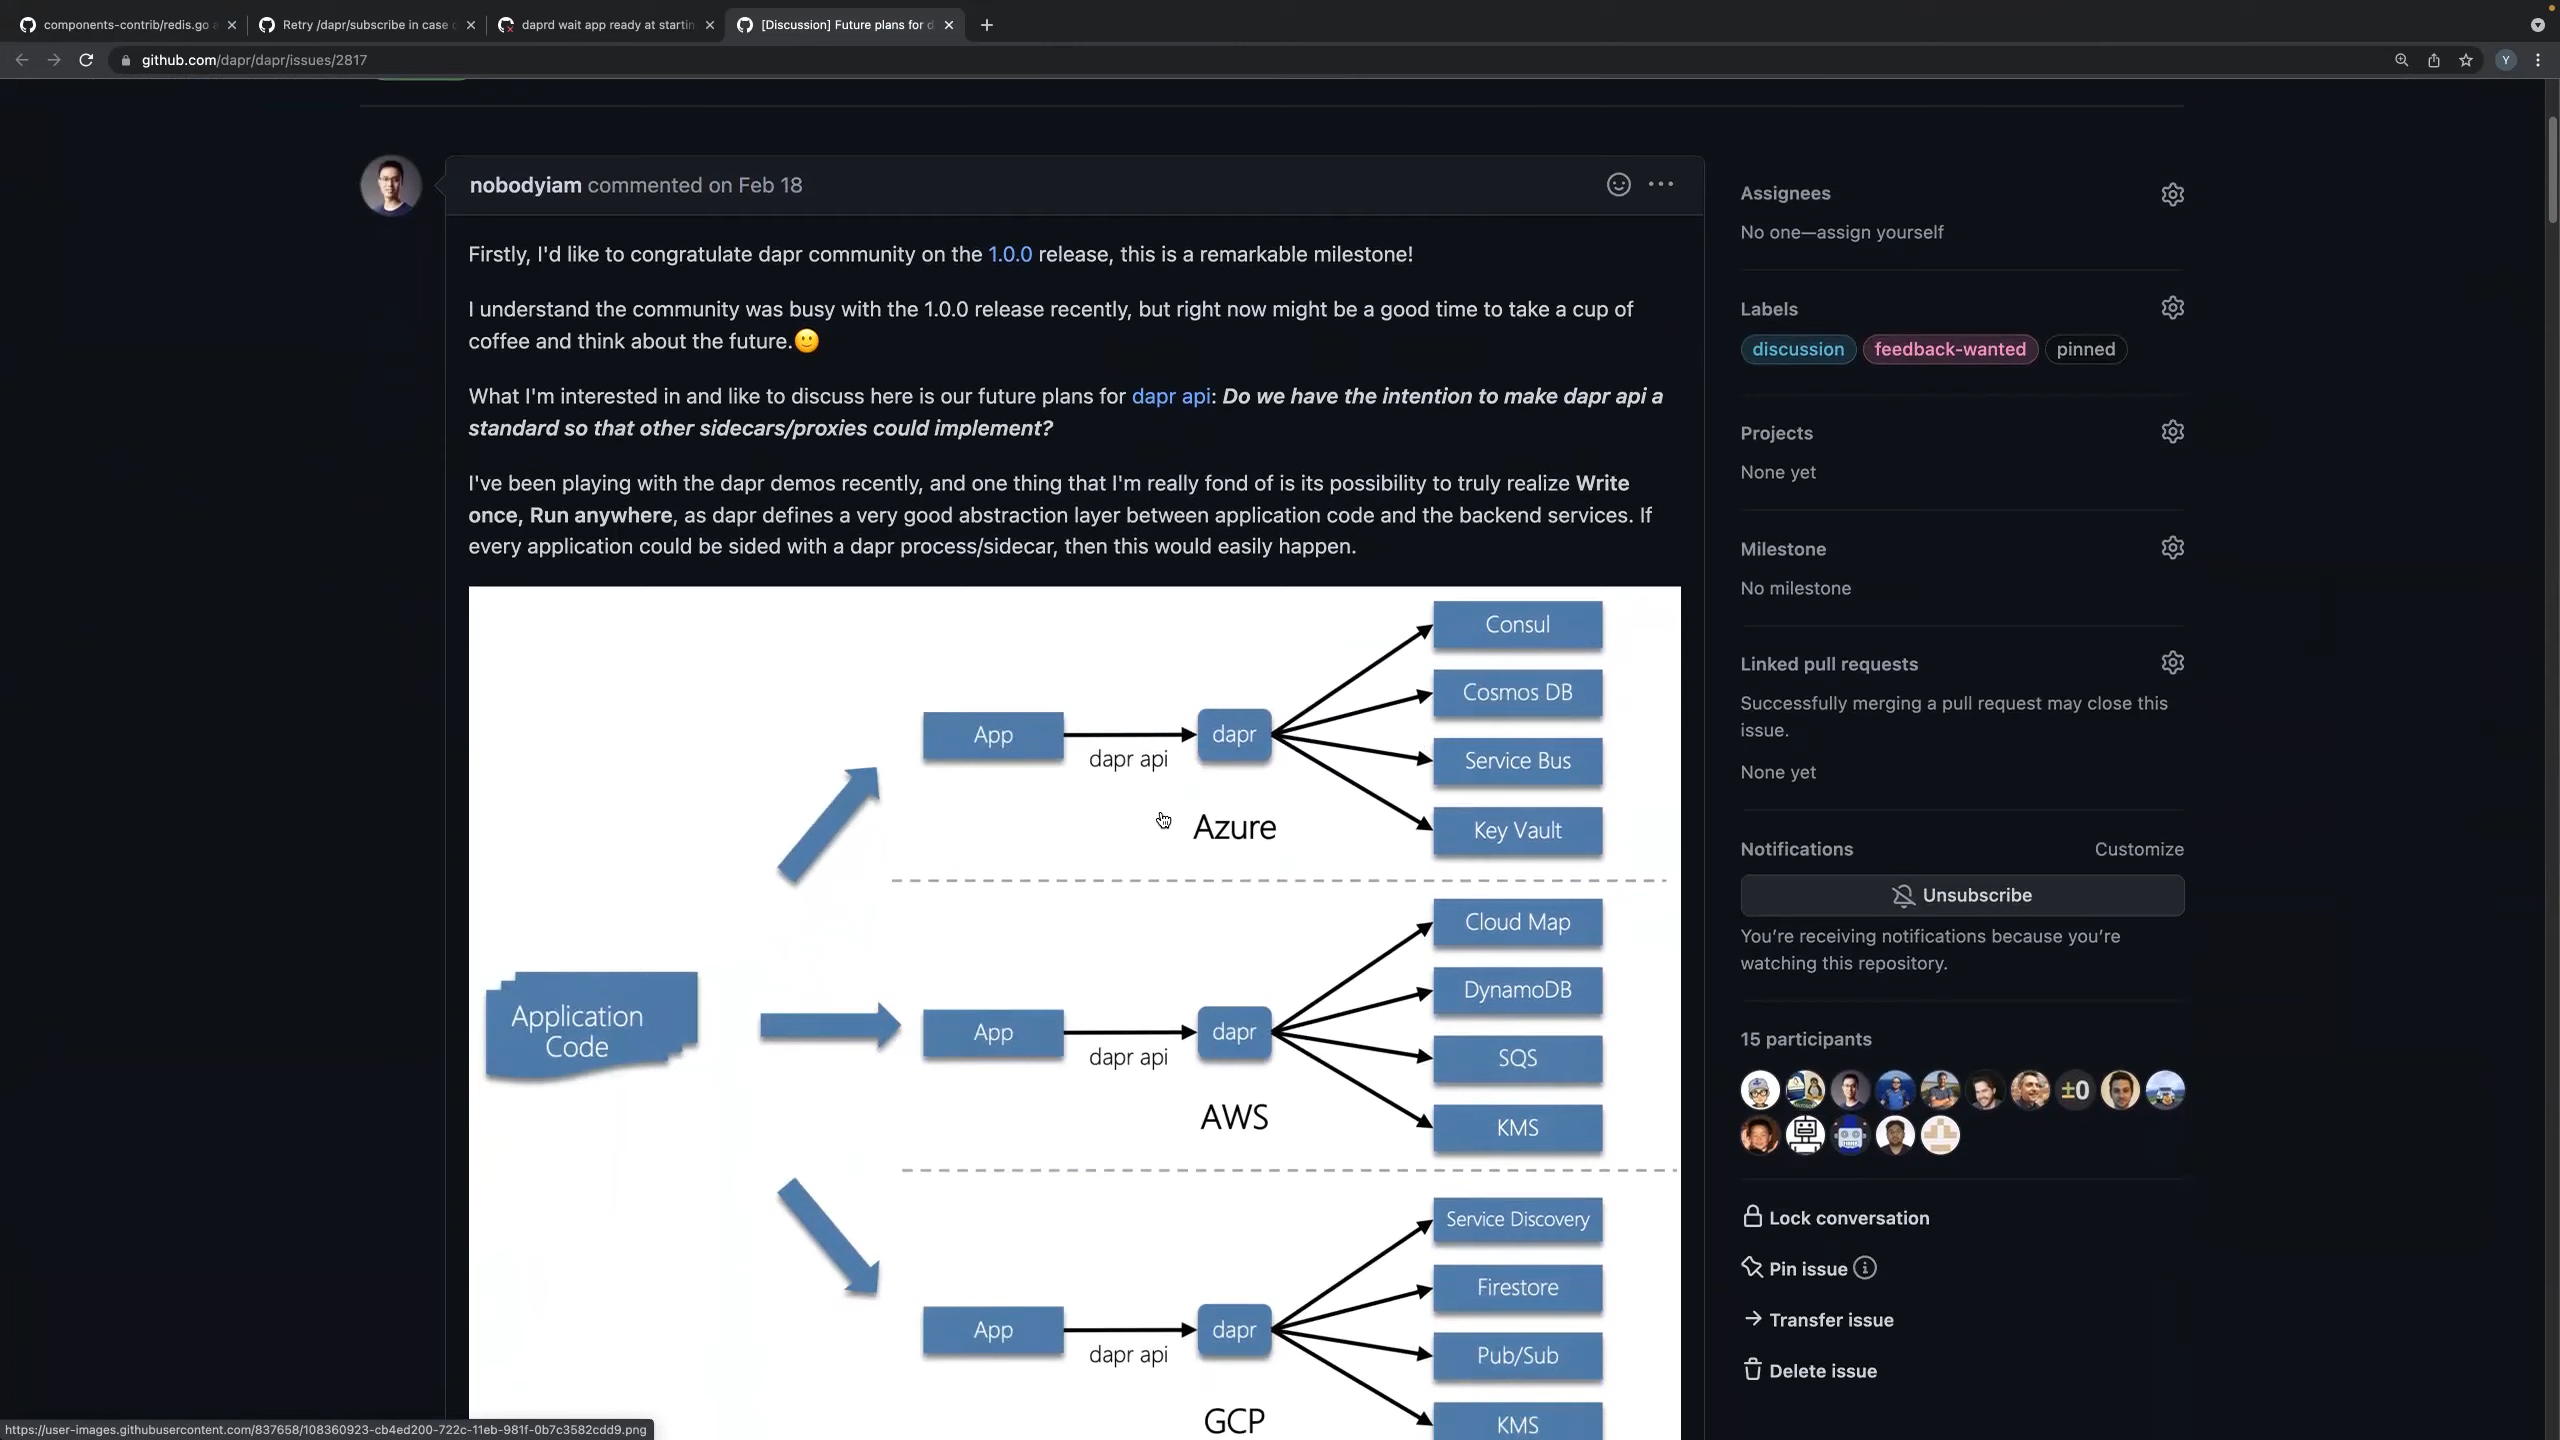 components-contrib/redis.go a
Retry /dapr/subscribe in case o
daprd wait app ready at startin
[Discussion] Future plans for d
github.com/dapr/dapr/issues/2817
Y
nobodyiam commented on Feb 18
Firstly, I'd like to congratulate dapr community on the 1.0.0 release, this is a remarkable milestone!
I understand the community was busy with the 1.0.0 release recently, but right now might be a good time to take a cup of
coffee and think about the future.🙂
What I'm interested in and like to discuss here is our future plans for dapr api: Do we have the intention to make dapr api a
standard so that other sidecars/proxies could implement?
I've been playing with the dapr demos recently, and one thing that I'm really fond of is its possibility to truly realize Write
once, Run anywhere, as dapr defines a very good abstraction layer between application code and the backend services. If
every application could be sided with a dapr process/sidecar, then this would easily happen.
Application
Code
App
dapr api
dapr
Consul
Cosmos DB
Service Bus
Key Vault
Azure
App
dapr api
dapr
Cloud Map
DynamoDB
SQS
KMS
AWS
App
dapr api
dapr
Service Discovery
Firestore
Pub/Sub
KMS
GCP
Assignees
No one—assign yourself
Labels
discussion feedback-wanted pinned
Projects
None yet
Milestone
No milestone
Linked pull requests
Successfully merging a pull request may close this
issue.
None yet
Notifications Customize
Unsubscribe
You're receiving notifications because you're
watching this repository.
15 participants
±0
Lock conversation
Pin issue
Transfer issue
Delete issue
https://user-images.githubusercontent.com/837658/108360923-cb4ed200-722c-11eb-981f-0b7c3582cdd9.png